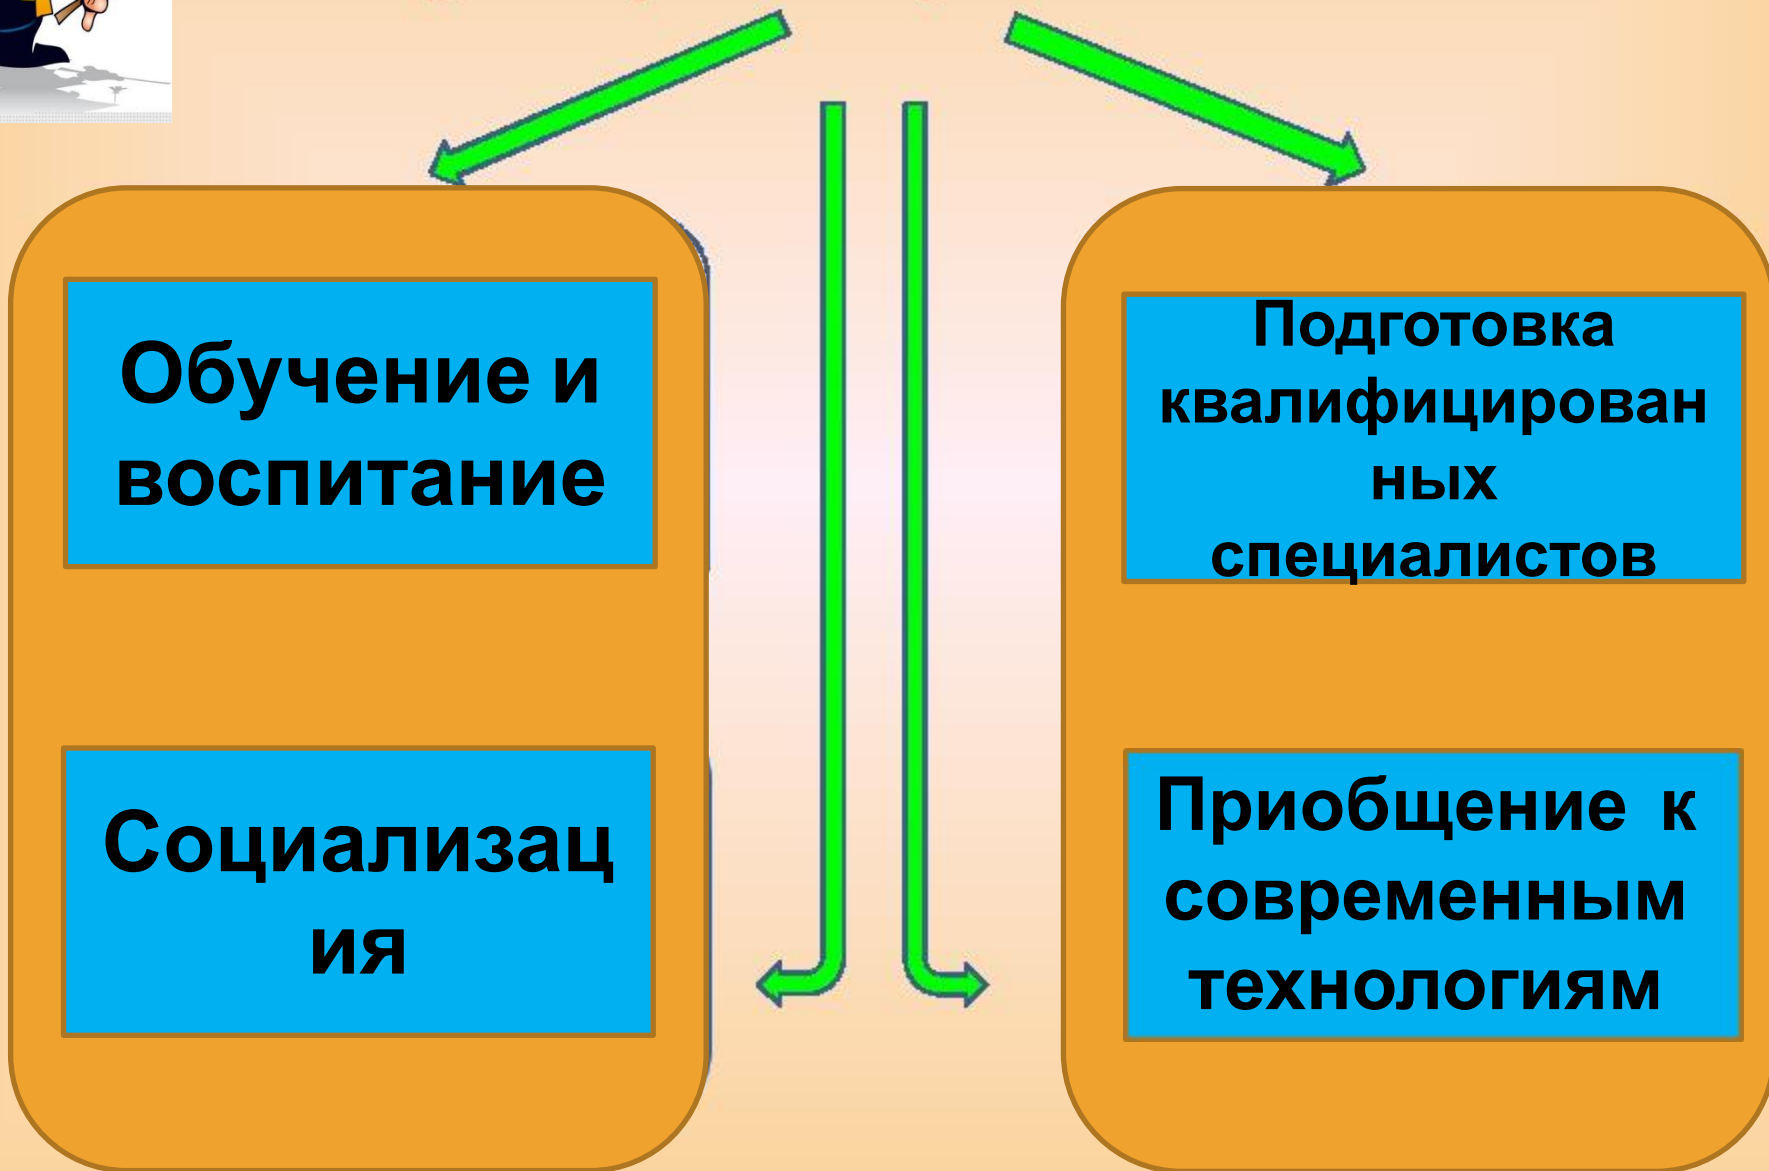 Обучение и
воспитание
Социализац
ия
Подготовка
квалифицирован
ных
специалистов
Приобщение к
современным
технологиям